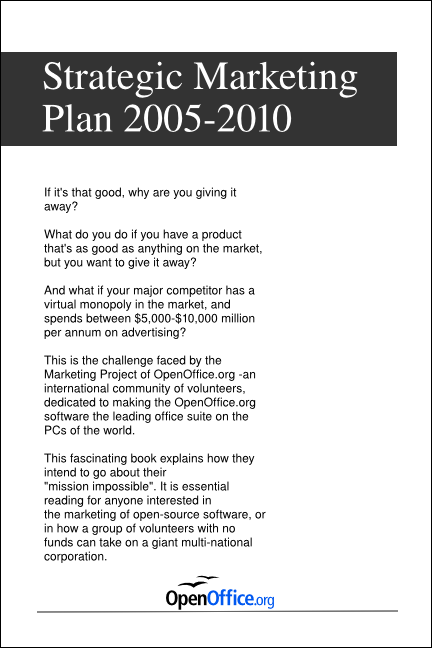 Strategic Marketing
Plan 2005-2010
If it's that good, why are you giving it
away?
What do you do if you have a product
that's as good as anything on the market,
but you want to give it away?
And what if your major competitor has a
virtual monopoly in the market, and
spends between $5,000-$10,000 million
per annum on advertising?
This is the challenge faced by the
Marketing Project of OpenOffice.org -an
international community of volunteers,
dedicated to making the OpenOffice.org
software the leading office suite on the
PCs of the world.
This fascinating book explains how they
intend to go about their
"mission impossible". It is essential
reading for anyone interested in
the marketing of open-source software, or
in how a group of volunteers with no
funds can take on a giant multi-national
corporation.
OpenOffice.org